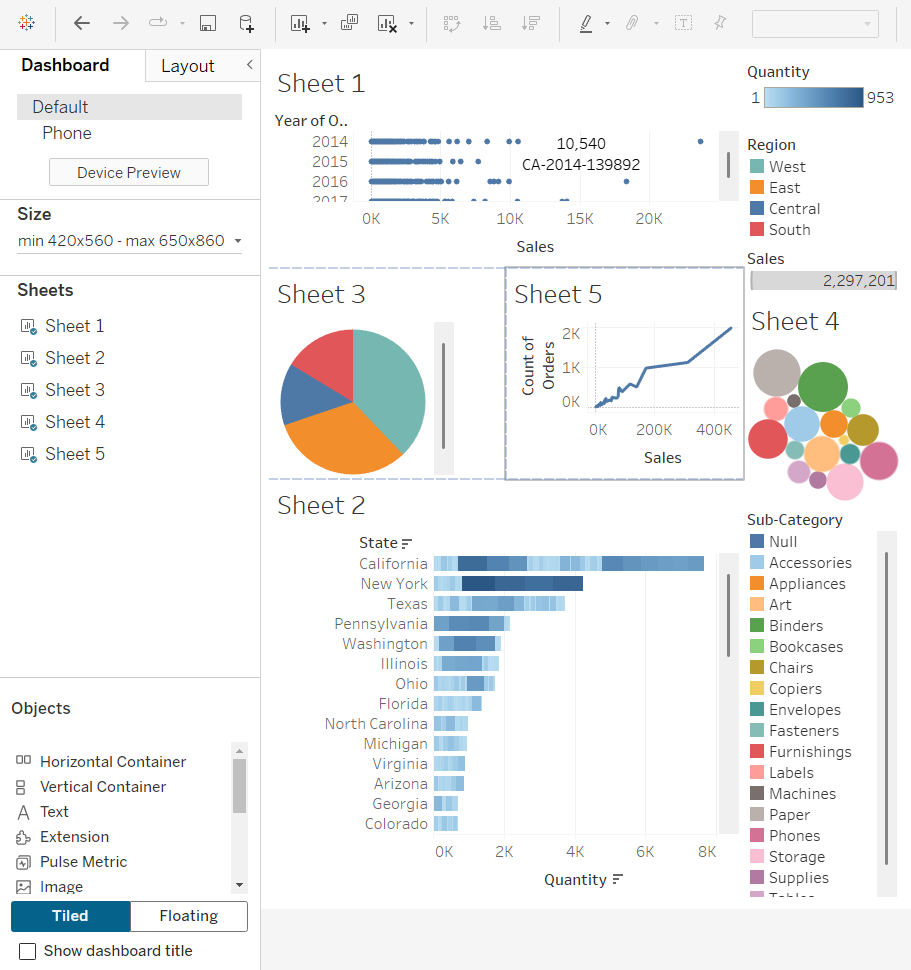 Dashboard
Layout
Default
Phone
Device Preview
Size
min 420x560 - max 650x860
Sheets
Sheet 1
Sheet 2
Sheet 3
Sheet 4
Sheet 5
Objects
Horizontal Container
Vertical Container
Text
Extension
Pulse Metric
Image
Tiled
Floating
Show dashboard title
Sheet 1
Year of O..
2014
2015
2016
2017
10,540
CA-2014-139892
0K 5K 10K 15K 20K
Sales
Sheet 3
Sheet 5
Count of
Orders
2K
1K
0K
0K 200K 400K
Sales
Sheet 2
State
California
New York
Texas
Pennsylvania
Washington
Illinois
Ohio
Florida
North Carolina
Michigan
Virginia
Arizona
Georgia
Colorado
0K 2K 4K 6K 8K
Quantity
Quantity
1 953
Region
West
East
Central
South
Sales
2,297,201
Sheet 4
Sub-Category
Null
Accessories
Appliances
Art
Binders
Bookcases
Chairs
Copiers
Envelopes
Fasteners
Furnishings
Labels
Machines
Paper
Phones
Storage
Supplies
Tables